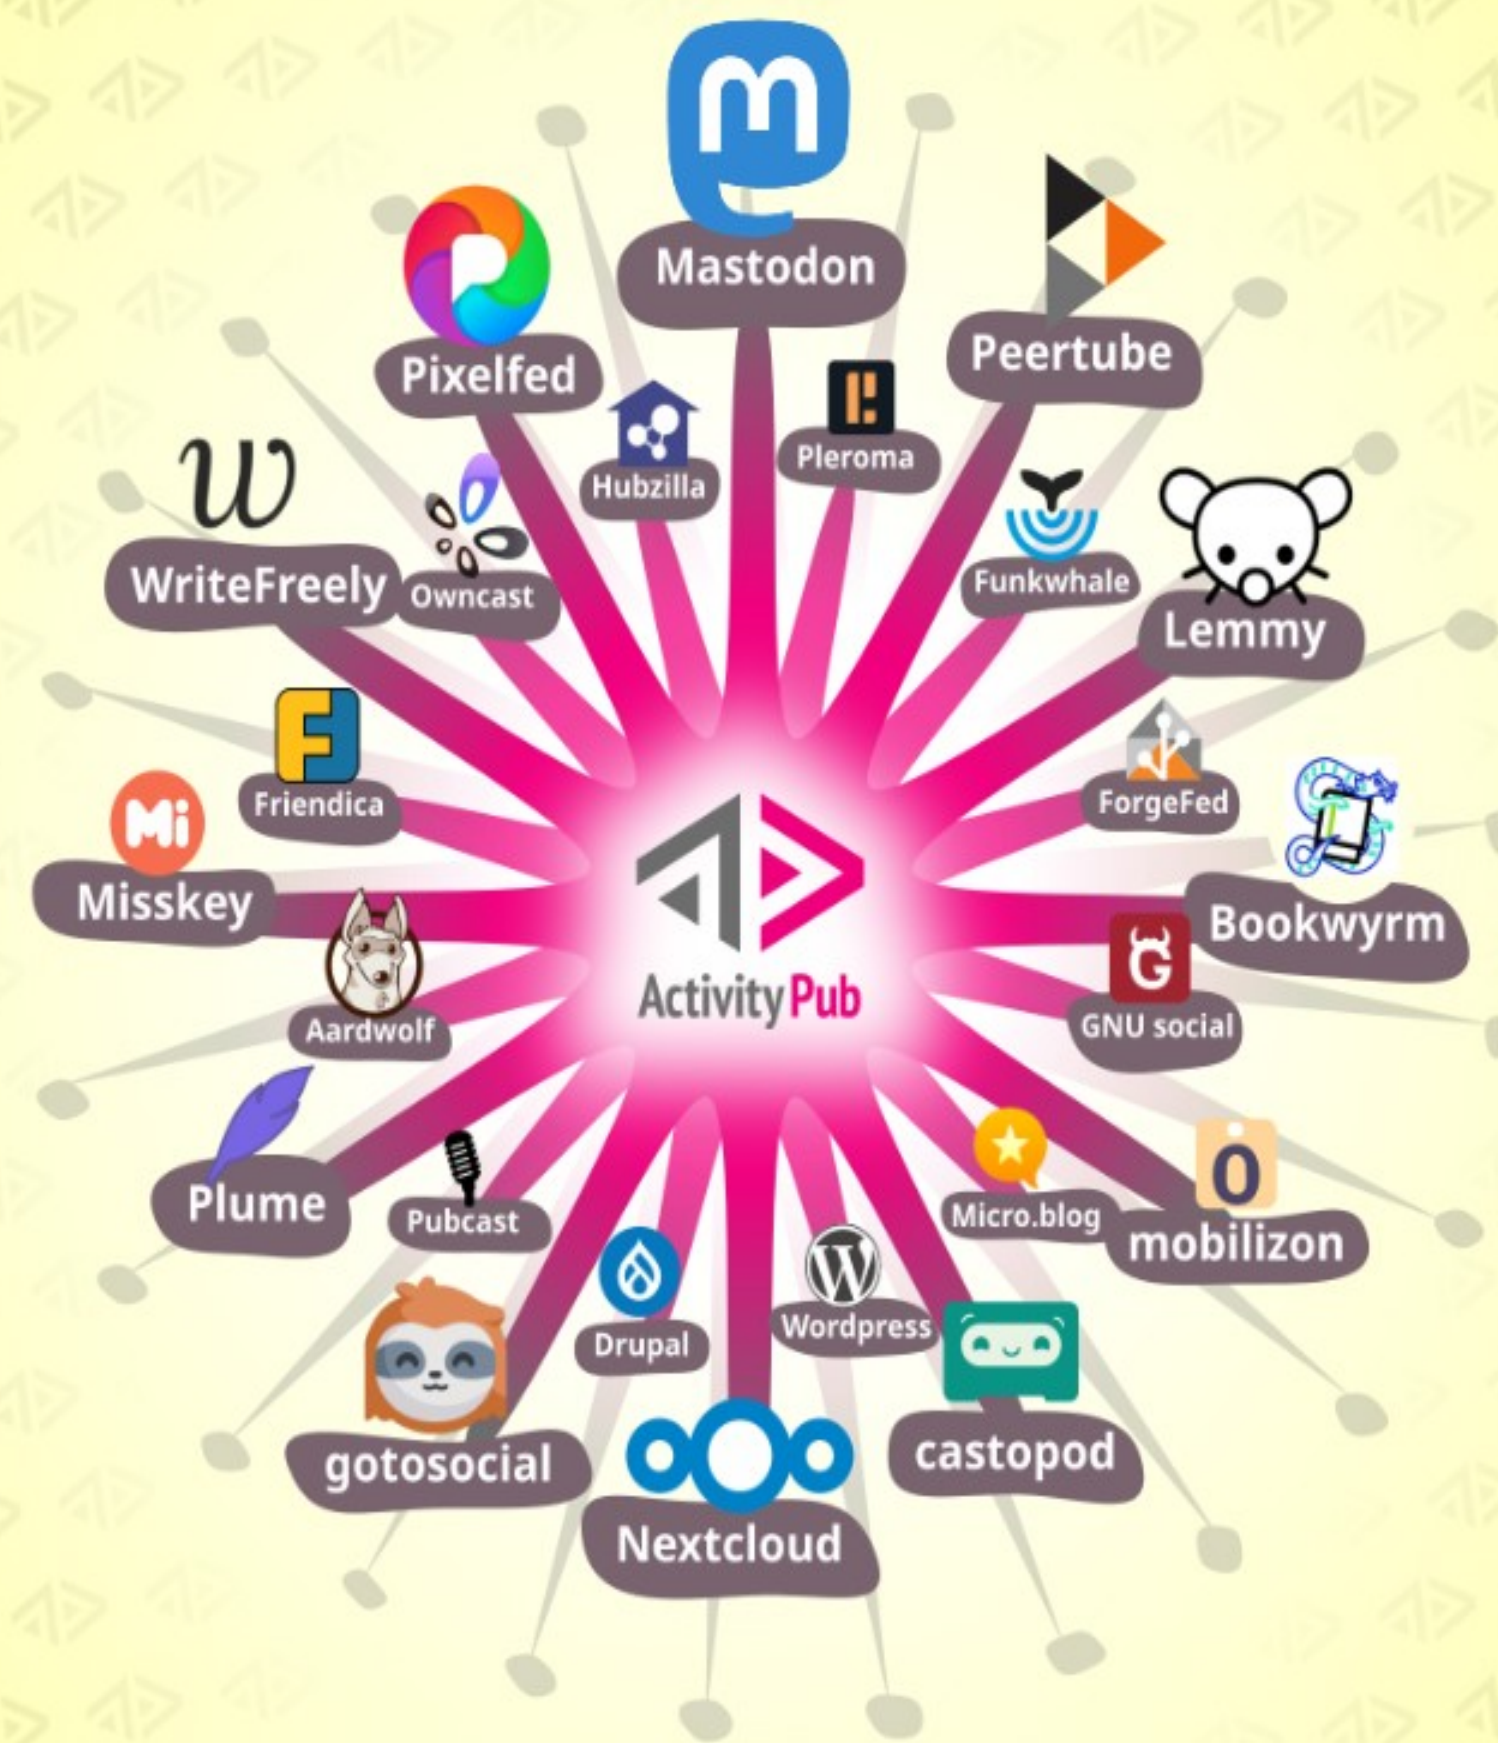 Mastodon
Pixelfed
Peertube
Hubzilla
Pleroma
WriteFreely
Owncast
Funkwhale
Lemmy
Friendica
ForgeFed
Mi
Misskey
Bookwyrm
ActivityPub
Aardwolf
G
GNU social
Plume
Pubcast
Micro.blog
mobilizon
Drupal
Wordpress
gotosocial
castopod
Nextcloud